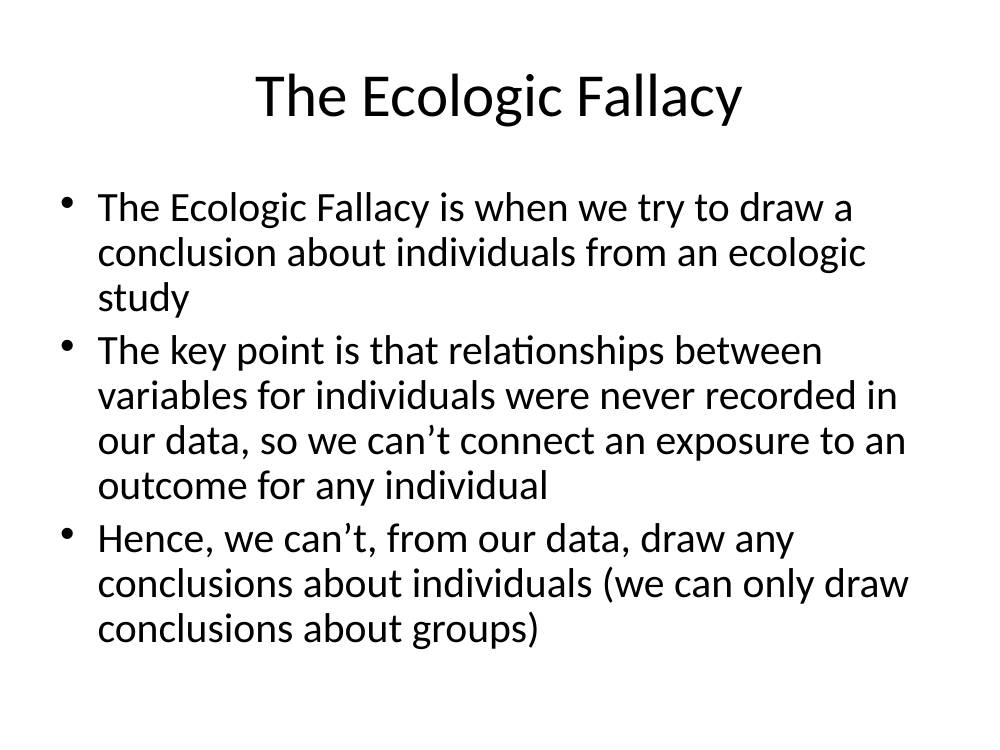 The Ecologic Fallacy
• The Ecologic Fallacy is when we try to draw a
conclusion about individuals from an ecologic
study
• The key point is that relationships between
variables for individuals were never recorded in
our data, so we can’t connect an exposure to an
outcome for any individual
• Hence, we can’t, from our data, draw any
conclusions about individuals (we can only draw
conclusions about groups)